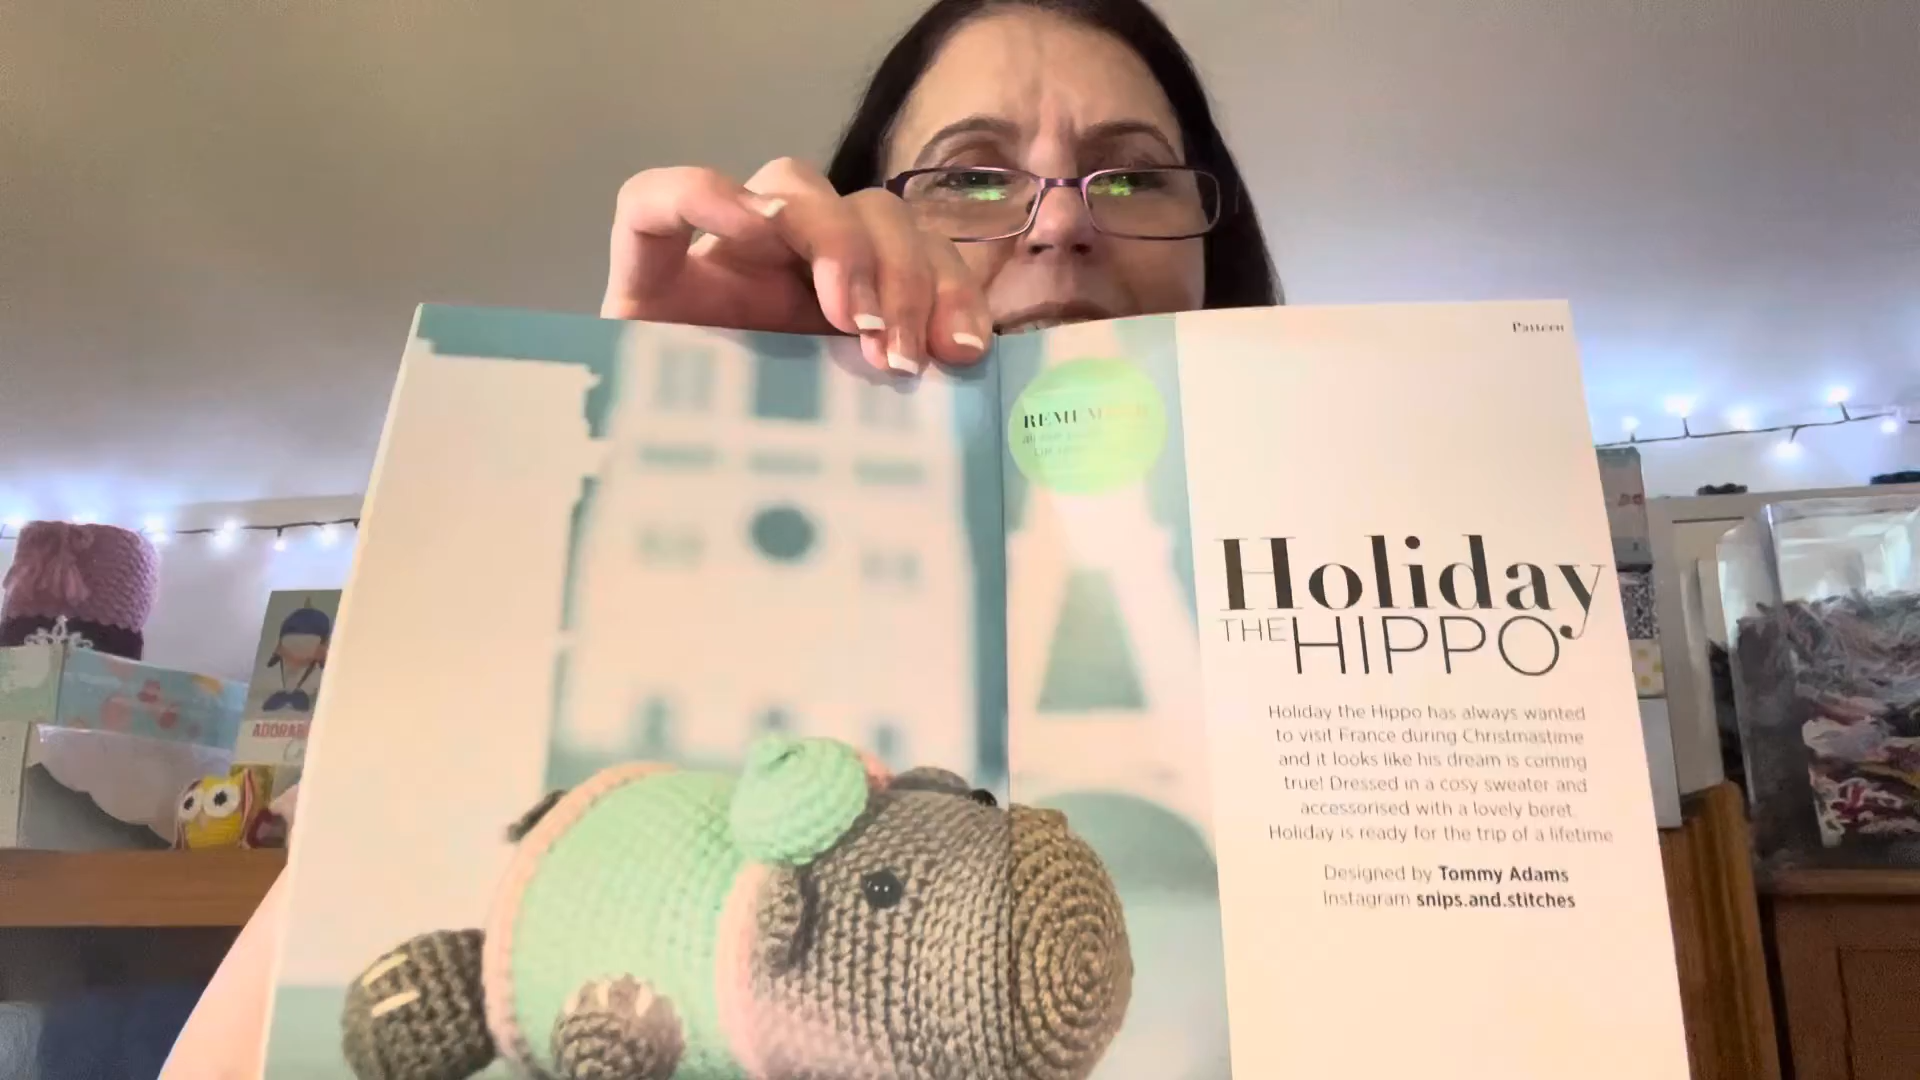 Pattern
REMEMBER
Holiday
THE HIPPO
Holiday the Hippo has always wanted
to visit France during Christmastime
and it looks like his dream is coming
true! Dressed in a cosy sweater and
accessorised with a lovely beret,
Holiday is ready for the trip of a lifetime
Designed by Tommy Adams
Instagram snips.and.stitches